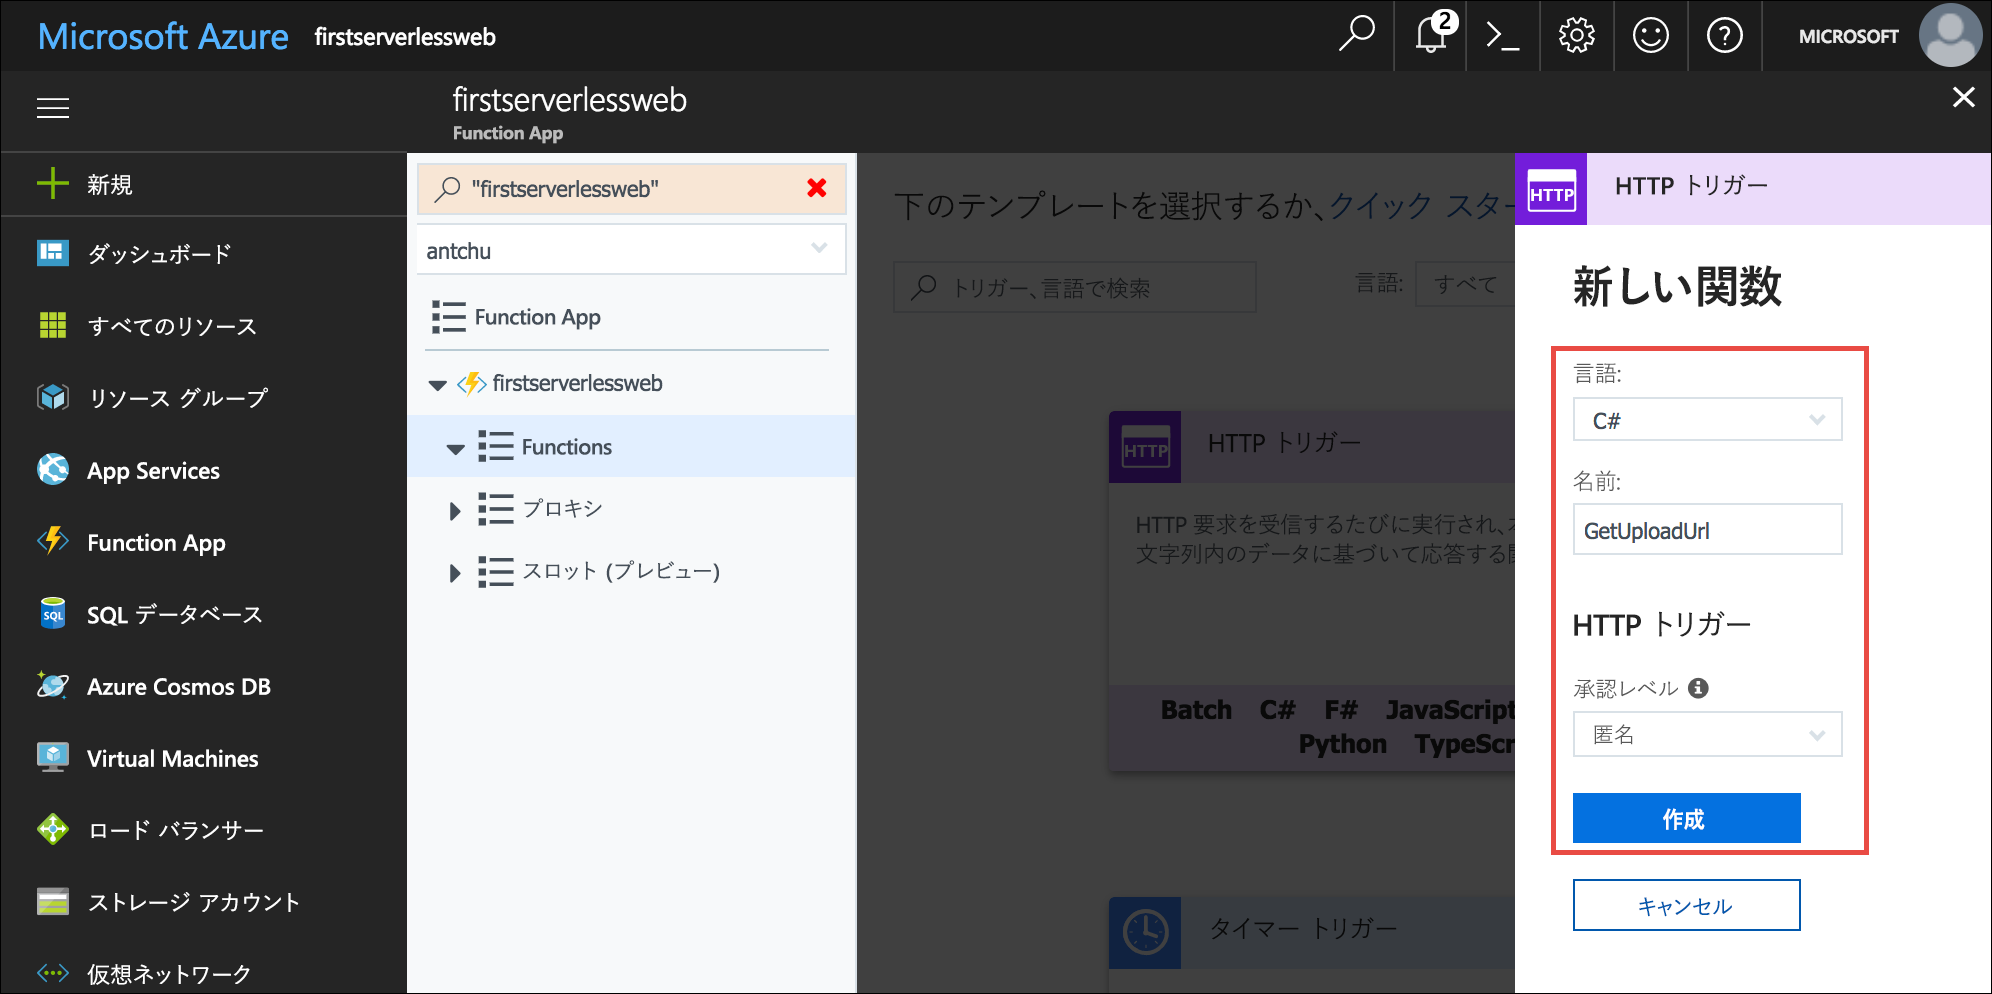 Microsoft Azure firstserverlessweb
2
MICROSOFT
firstserverlessweb
Function App
新規
ダッシュボード
すべてのリソース
リソース グループ
App Services
Function App
SQL データベース
SQL
Azure Cosmos DB
Virtual Machines
ロード バランサー
ストレージ アカウント
仮想ネットワーク
"firstserverlessweb"
antchu
Function App
firstserverlessweb
Functions
プロキシ
スロット (プレビュー)
下のテンプレートを選択するか、クイック スター
トリガー、言語で検索
言語: すべて
HTTP
HTTP トリガー
HTTP 要求を受信するたびに実行され、
文字列内のデータに基づいて応答する
Batch C# F# JavaScript
Python TypeScr
タイマー トリガー
HTTP
HTTP トリガー
新しい関数
言語:
C#
名前:
GetUploadUrl
HTTP トリガー
承認レベル
匿名
作成
キャンセル